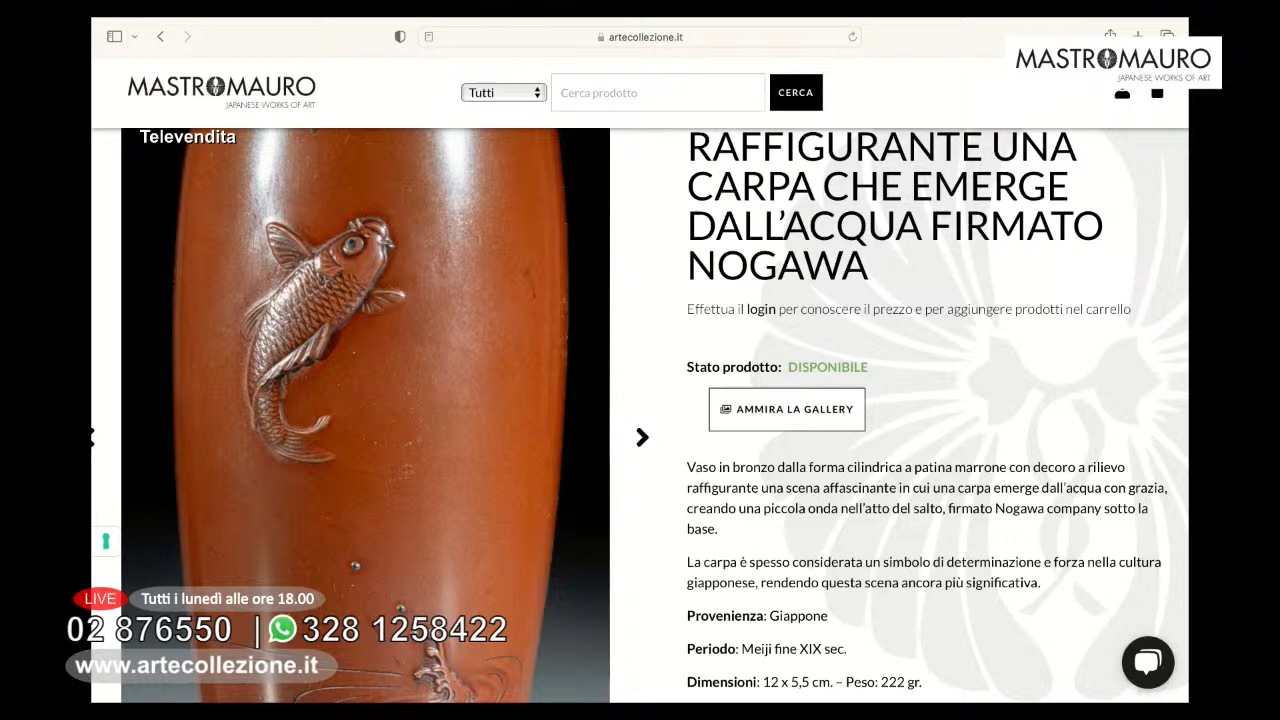 artecollezione.it
MASTROMAURO
JAPANESE WORKS OF ART
MASTROMAURO
JAPANESE WORKS OF ART
Tutti
Cerca prodotto
CERCA
Televendita
RAFFIGURANTE UNA
CARPA CHE EMERGE
DALL'ACQUA FIRMATO
NOGAWA
Effettua il login per conoscere il prezzo e per aggiungere prodotti nel carrello
Stato prodotto: DISPONIBILE
AMMIRA LA GALLERY
Vaso in bronzo dalla forma cilindrica a patina marrone con decoro a rilievo
raffigurante una scena affascinante in cui una carpa emerge dall'acqua con grazia,
creando una piccola onda nell'atto del salto, firmato Nogawa company sotto la
base.
La carpa è spesso considerata un simbolo di determinazione e forza nella cultura
giapponese, rendendo questa scena ancora più significativa.
Provenienza: Giappone
Periodo: Meiji fine XIX sec.
Dimensioni: 12 x 5,5 cm. – Peso: 222 gr.
LIVE Tutti i lunedì alle ore 18.00
02 876550 | 328 1258422
www.artecollezione.it